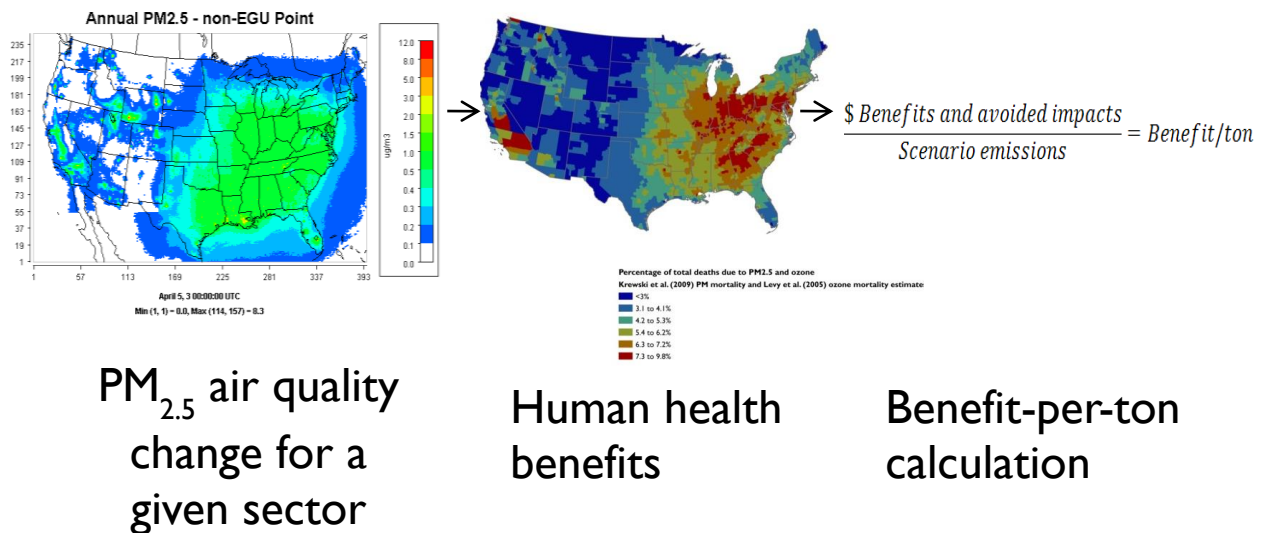 Annual PM2.5 - non-EGU Point
235
217
199
181
163
145
127
109
91
73
55
37
19
1
1 57 113 169 225 281 337 393
12.0
8.0
5.0
3.0
2.0
1.5
1.0
0.5
0.4
0.3
0.2
0.1
0.0
ug/m3
April 5, 3 00:00:00 UTC
Min (1, 1) = 0.0, Max (114, 157) = 8.3
Percentage of total deaths due to PM2.5 and ozone
Krewski et al. (2009) PM mortality and Levy et al. (2005) ozone mortality estimate
<3%
3.1 to 4.1%
4.2 to 5.3%
5.4 to 6.2%
6.3 to 7.2%
7.3 to 9.8%
$ Benefits and avoided impacts
Scenario emissions
= Benefit/ton
PM2.5 air quality
change for a
given sector
Human health
benefits
Benefit-per-ton
calculation